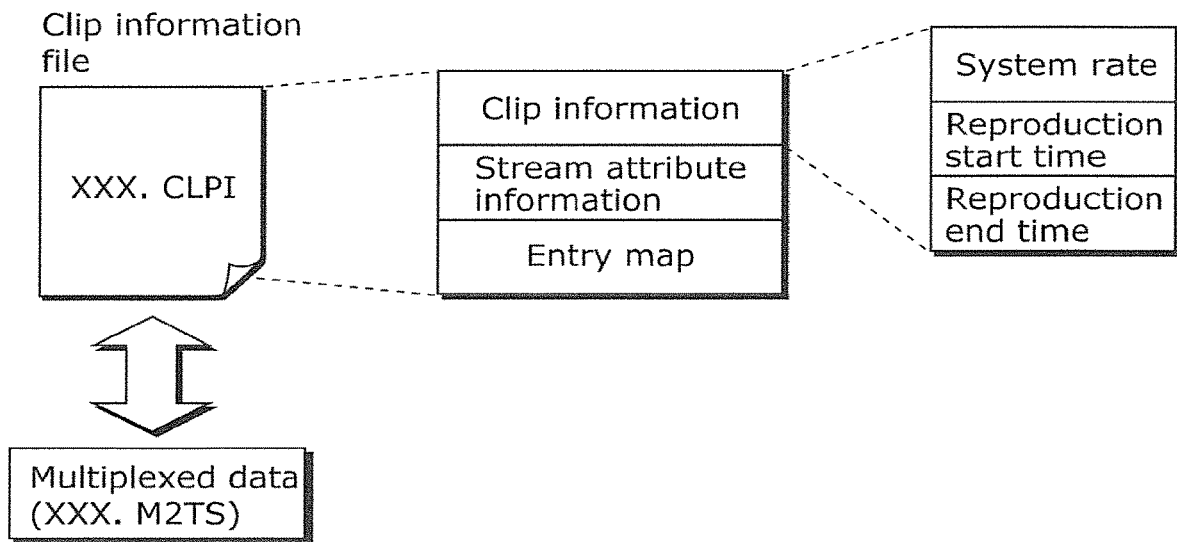 Clip information
file
XXX. CLPI
Multiplexed data
(XXX. M2TS)
Clip information
Stream attribute
information
Entry map
System rate
Reproduction
start time
Reproduction
end time